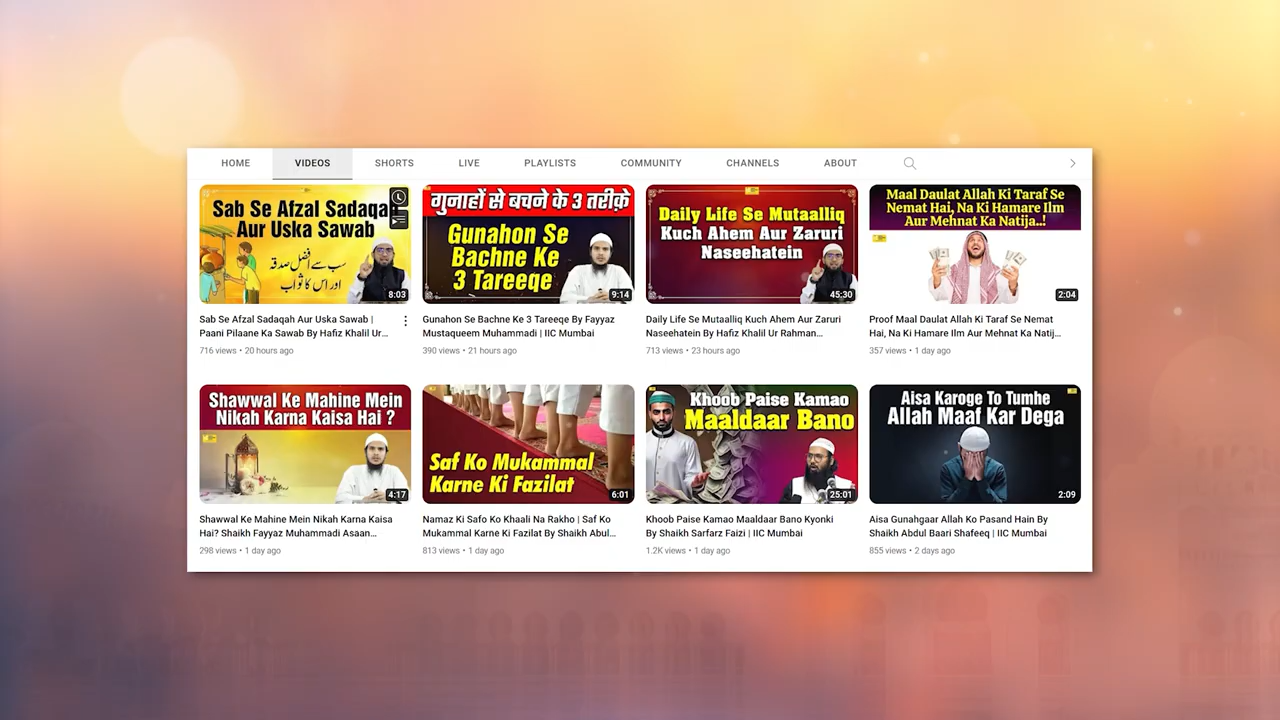 HOME
VIDEOS
SHORTS
LIVE
PLAYLISTS
COMMUNITY
CHANNELS
ABOUT
Sab Se Afzal Sadaqa
Aur Uska Sawab
سب سے افضل صدقہ
اور اس کا ثواب
8:03
गुनाहों से बचने के 3 तरीक़े
Gunahon Se
Bachne Ke
3 Tareeqe
9:14
Daily Life Se Mutaalliq
Kuch Ahem Aur Zaruri
Naseehatein
45:30
Maal Daulat Allah Ki Taraf Se
Nemat Hai, Na Ki Hamare Ilm
Aur Mehnat Ka Natija..!
2:04
Sab Se Afzal Sadaqah Aur Uska Sawab |
Paani Pilaane Ka Sawab By Hafiz Khalil Ur...
716 views • 20 hours ago
Gunahon Se Bachne Ke 3 Tareeqe By Fayyaz
Mustaqueem Muhammadi | IIC Mumbai
390 views • 21 hours ago
Daily Life Se Mutaalliq Kuch Ahem Aur Zaruri
Naseehatein By Hafiz Khalil Ur Rahman...
713 views • 23 hours ago
Proof Maal Daulat Allah Ki Taraf Se Nemat
Hai, Na Ki Hamare Ilm Aur Mehnat Ka Natij...
357 views • 1 day ago
Shawwal Ke Mahine Mein
Nikah Karna Kaisa Hai ?
4:17
Saf Ko Mukammal
Karne Ki Fazilat
6:01
Khoob Paise Kamao
Maaldaar Bano
25:01
Aisa Karoge To Tumhe
Allah Maaf Kar Dega
2:09
Shawwal Ke Mahine Mein Nikah Karna Kaisa
Hai? Shaikh Fayyaz Muhammadi Asaan...
298 views • 1 day ago
Namaz Ki Safo Ko Khaali Na Rakho | Saf Ko
Mukammal Karne Ki Fazilat By Shaikh Abul...
813 views • 1 day ago
Khoob Paise Kamao Maaldaar Bano Kyonki
By Shaikh Sarfarz Faizi | IIC Mumbai
1.2K views • 1 day ago
Aisa Gunahgaar Allah Ko Pasand Hain By
Shaikh Abdul Baari Shafeeq | IIC Mumbai
855 views • 2 days ago